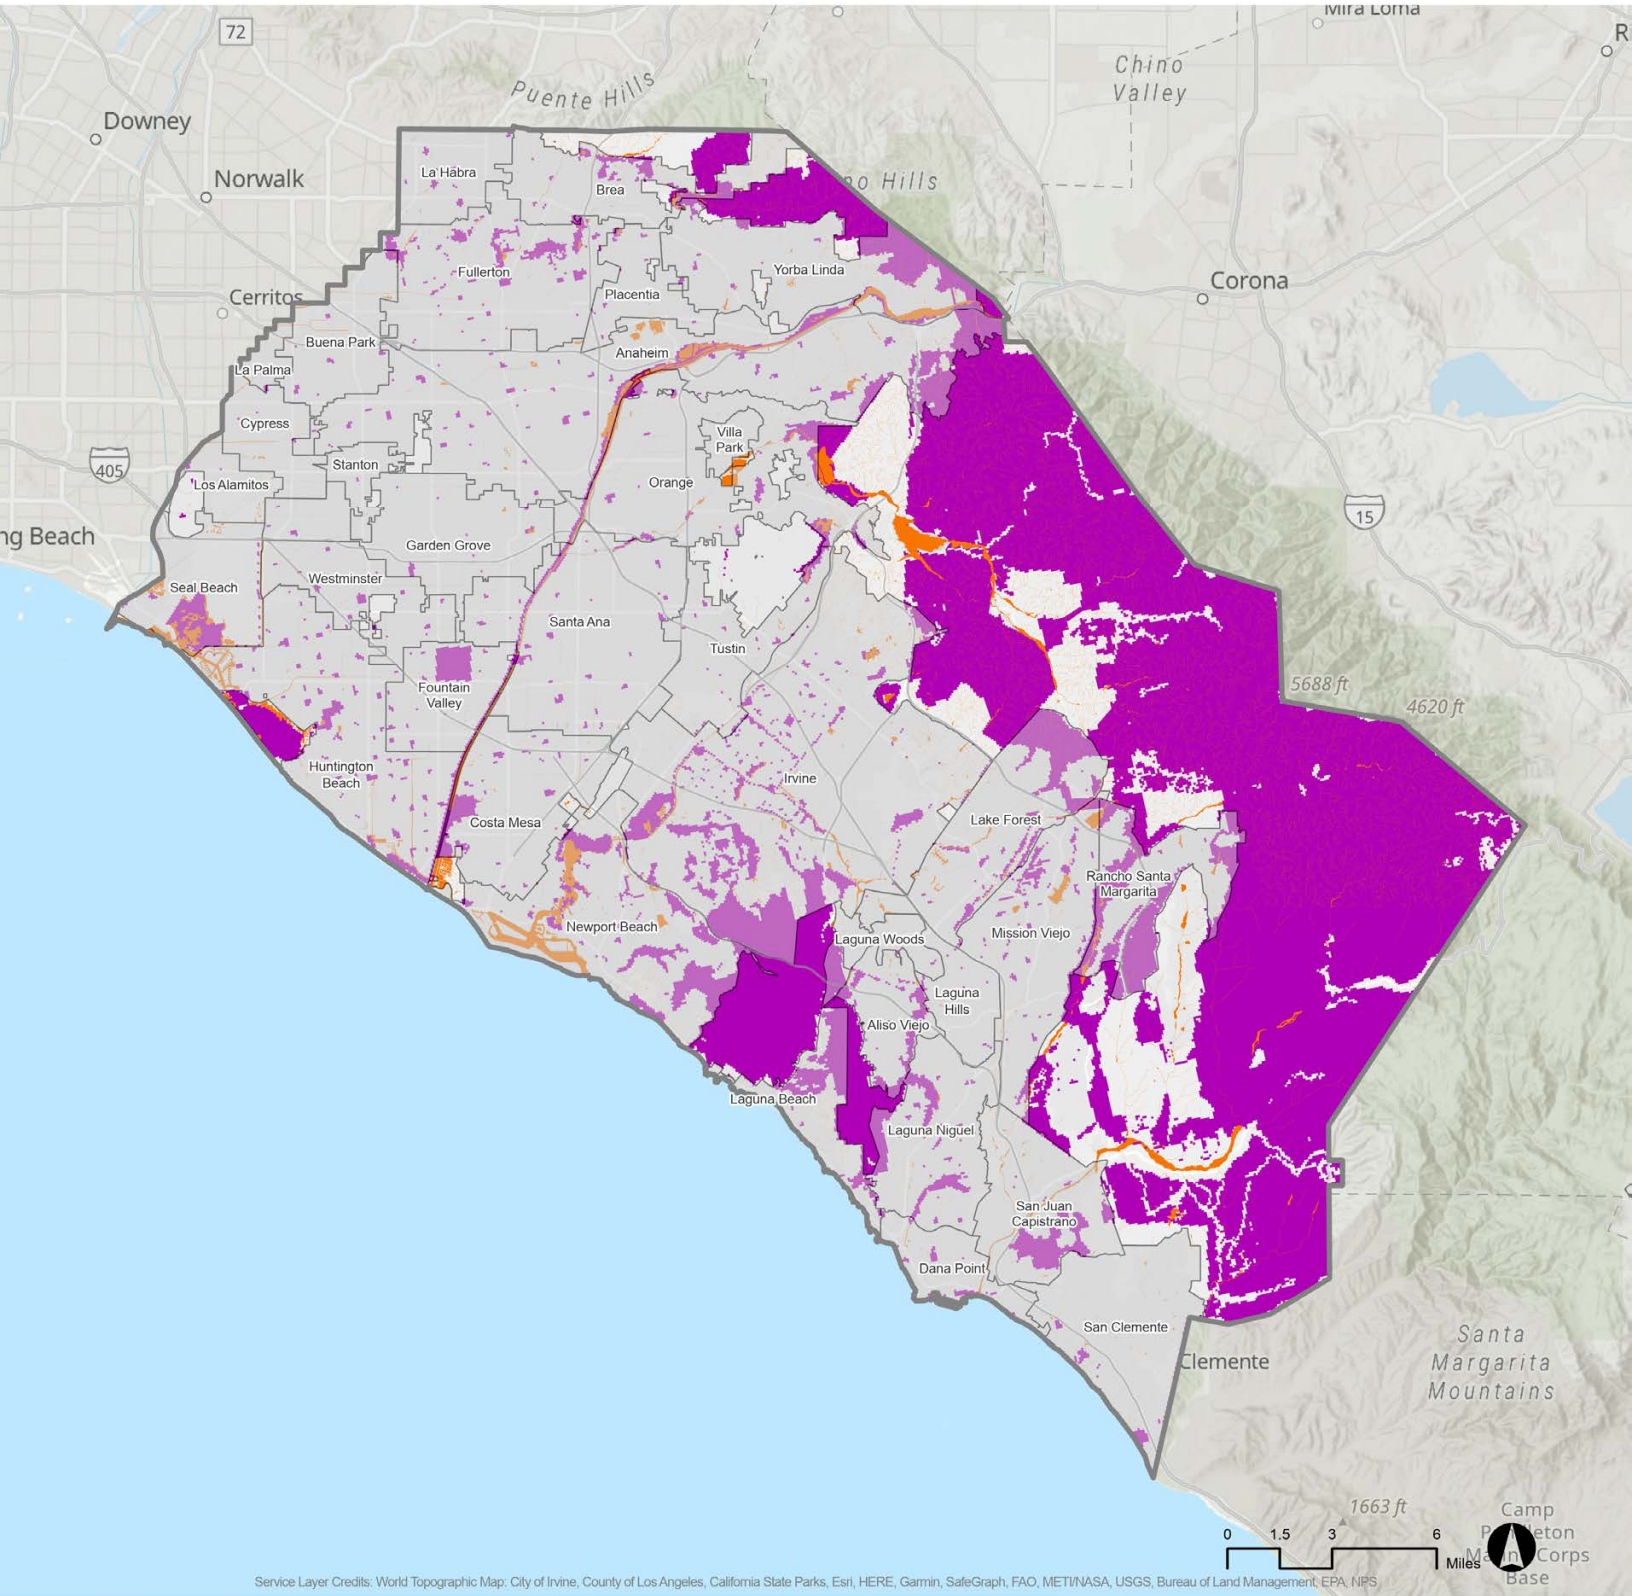 Mira Loma
72
R
Chino
Valley
Puente Hills
Downey
no Hills
La Habra
Norwalk
Brea
Fullerton
Yorba Linda
Corona
Placentia
Cerritos
Buena Park
Anaheim
La Palma
Cypress
Villa
Park
405
Stanton
Los Alamitos
Orange
15
ng Beach
Garden Grove
Westminster
Seal Beach
Santa Ana
Tustin
5688 ft
Fountain
Valley
4620 ft
Huntington
Beach
Irvine
Costa Mesa
Lake Forest
Rancho Santa
Margarita
Newport Beach
Mission Viejo
Laguna Woods
Laguna
Hills
Aliso Viejo
Laguna Beach
Laguna Niguel
San Juan
Capistrano
Dana Point
San Clemente
Clemente
Santa
Margarita
Mountains
1663 ft
Camp
P leton
Ma Corps
Base
0 1.5 3 6
Miles
Service Layer Credits: World Topographic Map: City of Irvine, County of Los Angeles, California State Parks, Esri, HERE, Garmin, SafeGraph, FAO, METI/NASA, USGS, Bureau of Land Management, EPA, NPS